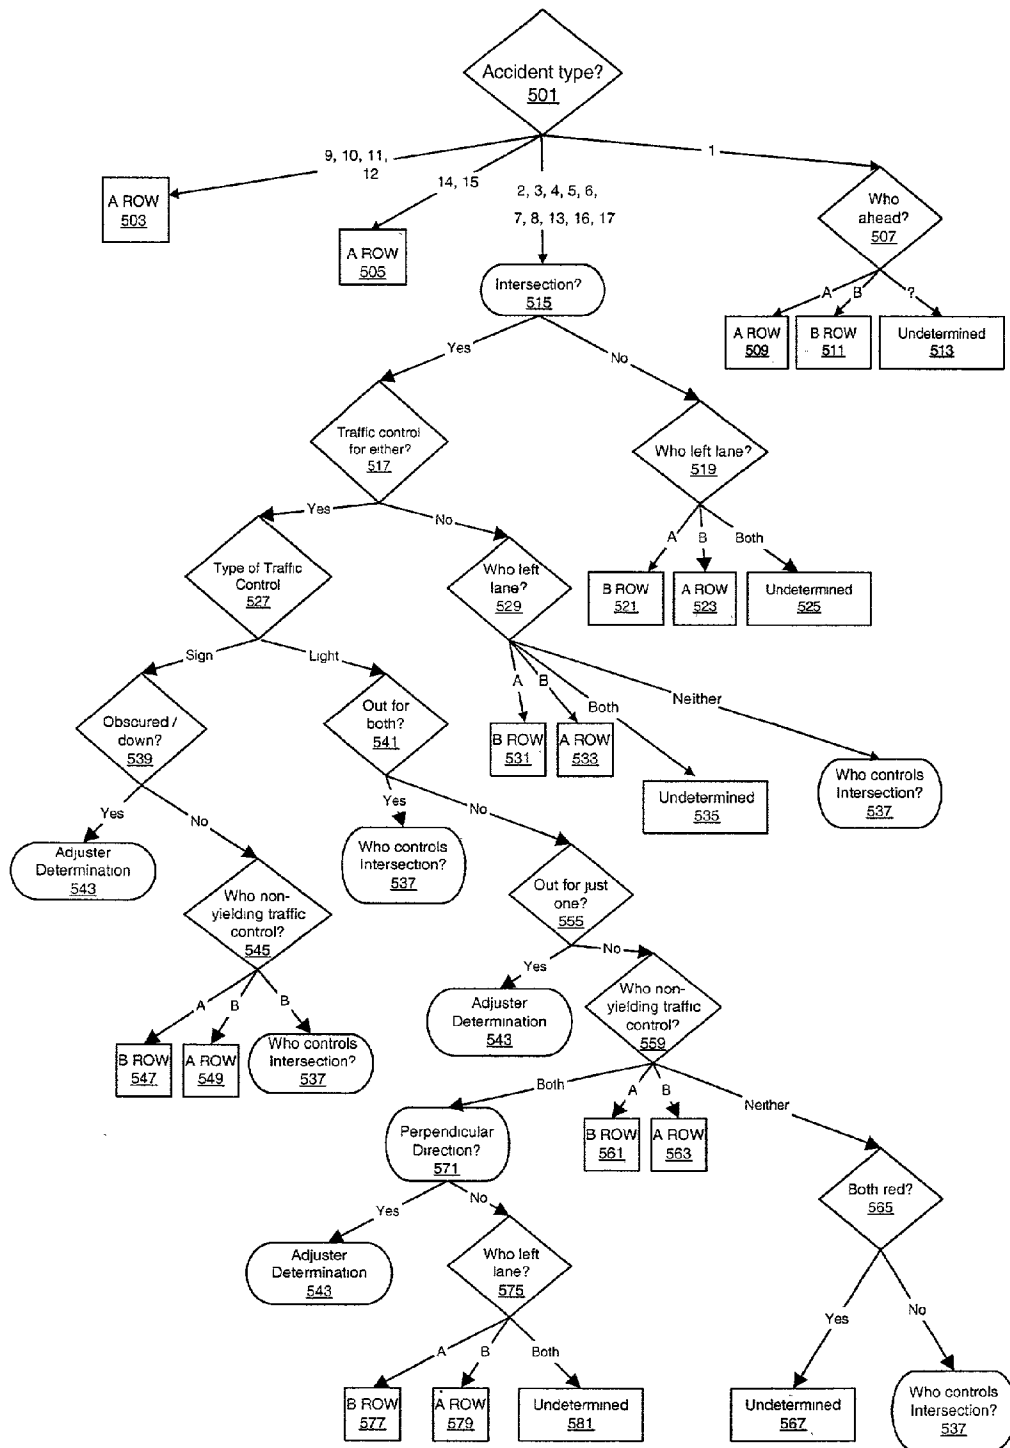 Accident type?
501
9, 10, 11,
12
14, 15
2, 3, 4, 5, 6,
7, 8, 13, 16, 17
1
A ROW
503
A ROW
505
Who
ahead?
507
Intersection?
515
A
B
?
A ROW
509
B ROW
511
Undetermined
513
Yes
No
Traffic control
for either?
517
Who left lane?
519
Yes
No
A
B
Both
Type of Traffic
Control
527
Who left
lane?
529
B ROW
521
A ROW
523
Undetermined
525
Sign
Light
A
B
Both
Neither
Obscured /
down?
539
Out for
both?
541
B ROW
531
A ROW
533
Undetermined
535
Who controls
Intersection?
537
Yes
No
Yes
No
Adjuster
Determination
543
Who controls
Intersection?
537
Who non-
yielding traffic
control?
545
Out for just
one?
555
Yes
No
A
B
B
Adjuster
Determination
543
Who non-
yielding traffic
control?
559
B ROW
547
A ROW
549
Who controls
Intersection?
537
Both
A
B
Neither
Perpendicular
Direction?
571
B ROW
561
A ROW
563
Both red?
565
Yes
No
Adjuster
Determination
543
Who left
lane?
575
Yes
No
A
B
Both
B ROW
577
A ROW
579
Undetermined
581
Undetermined
567
Who controls
Intersection?
537